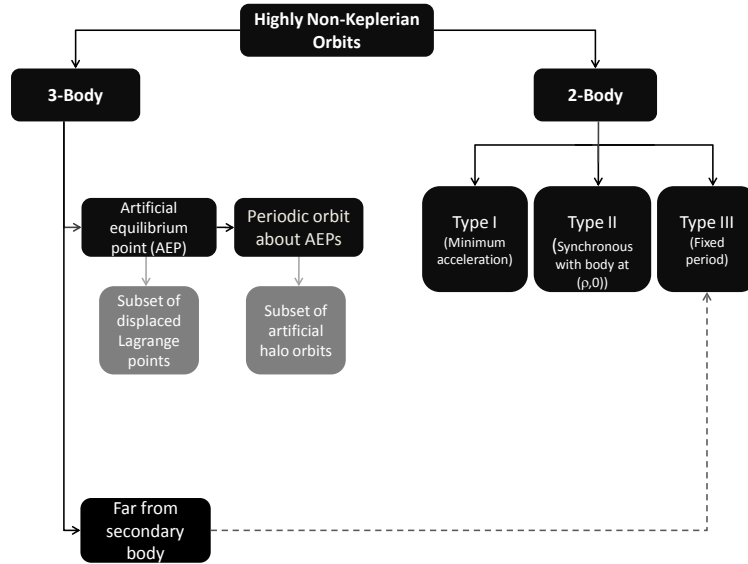 Highly Non-Keplerian
Orbits
3-Body
2-Body
Artificial
equilibrium
point (AEP)
Periodic orbit
about AEPs
Type I
(Minimum
acceleration)
Type II
(Synchronous
with body at
(ρ,0))
Type III
(Fixed
period)
Subset of
displaced
Lagrange
points
Subset of
artificial
halo orbits
Far from
secondary
body